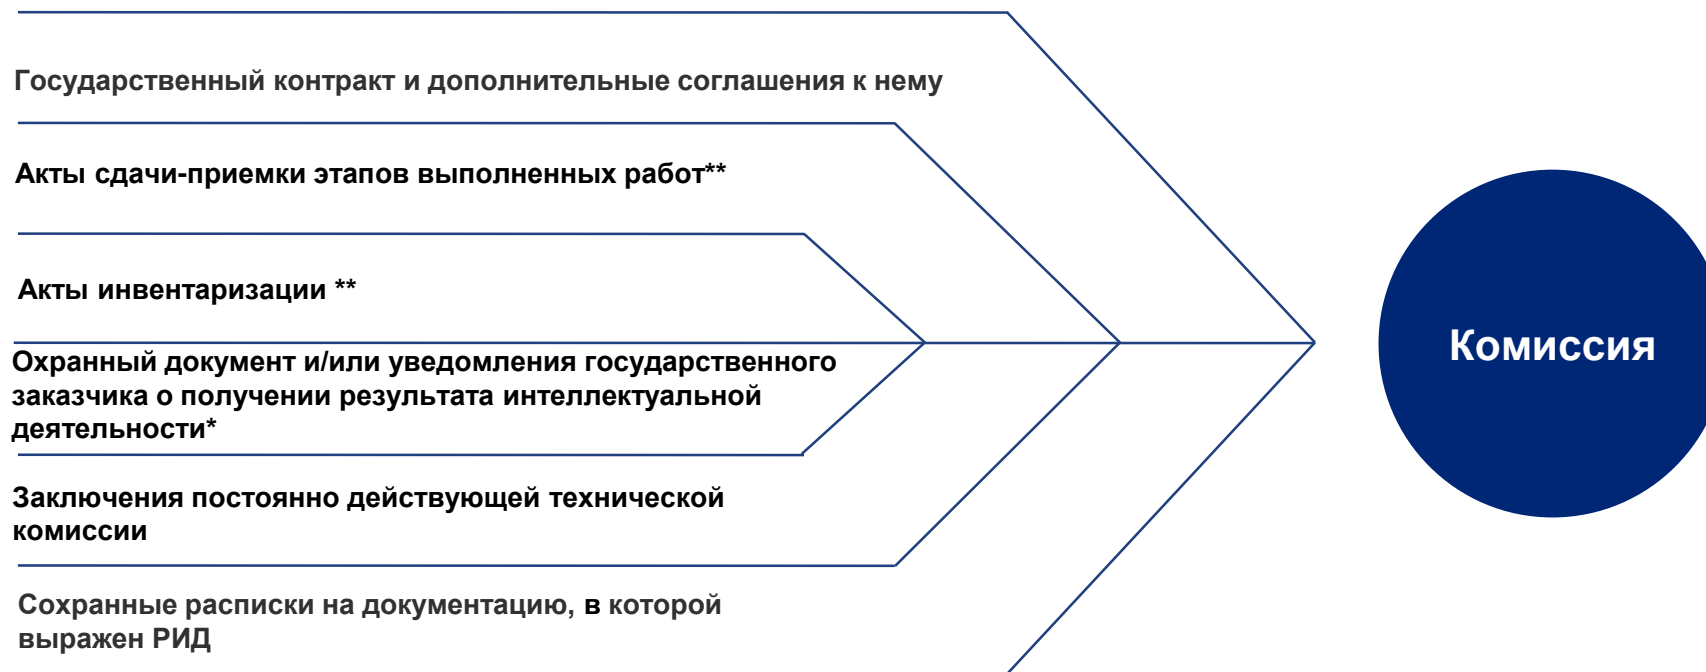 Государственный контракт и дополнительные соглашения к нему
Акты сдачи-приемки этапов выполненных работ**
Акты инвентаризации **
Охранный документ и/или уведомления государственного
заказчика о получении результата интеллектуальной
деятельности*
Заключения постоянно действующей технической
комиссии
Сохранные расписки на документацию, в которой
выражен РИД
Комиссия